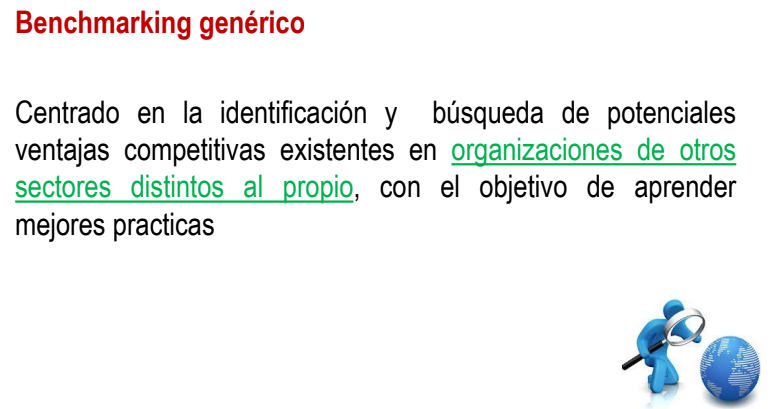 Benchmarking genérico
Centrado en la identificación y búsqueda de potenciales
ventajas competitivas existentes en organizaciones de otros
sectores distintos al propio, con el objetivo de aprender
mejores practicas